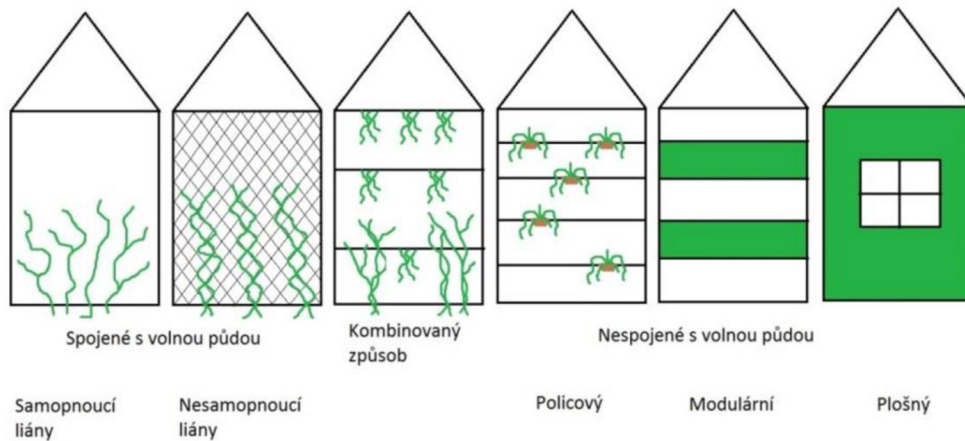 Spojené s volnou půdou
Kombinovaný
způsob
Nespojené s volnou půdou
Samopnoucí
liány
Nesamopnoucí
liány
Policový
Modulární
Plošný